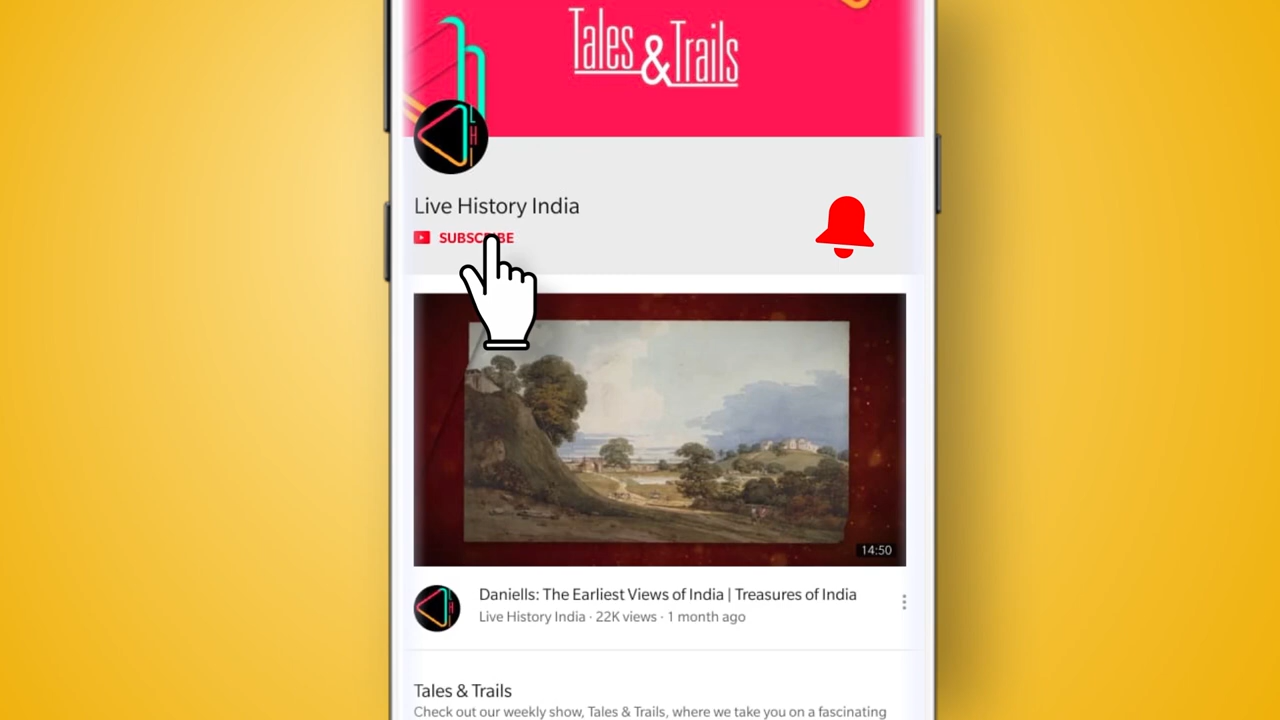 Tales & Trails
LHI
Live History India
SUBSCRIBE
14:50
Daniells: The Earliest Views of India | Treasures of India
LHI
Live History India · 22K views · 1 month ago
Tales & Trails
Check out our weekly show, Tales & Trails, where we take you on a fascinating